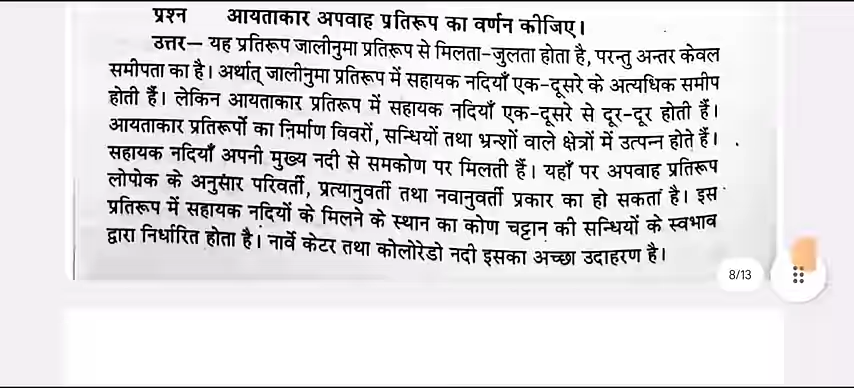 प्रश्न आयताकार अपवाह प्रतिरूप का वर्णन कीजिए।
उत्तर— यह प्रतिरूप जालीनुमा प्रतिरूप से मिलता-जुलता होता है, परन्तु अन्तर केवल
समीपता का है। अर्थात् जालीनुमा प्रतिरूप में सहायक नदियाँ एक-दूसरे के अत्यधिक समीप
होती हैं। लेकिन आयताकार प्रतिरूप में सहायक नदियाँ एक-दूसरे से दूर-दूर होती हैं।
आयताकार प्रतिरूपों का निर्माण विवरों, सन्धियों तथा भ्रन्शों वाले क्षेत्रों में उत्पन्न होते हैं।
सहायक नदियाँ अपनी मुख्य नदी से समकोण पर मिलती हैं। यहाँ पर अपवाह प्रतिरूप
लोपोक के अनुसार परिवर्ती, प्रत्यानुवर्ती तथा नवानुवर्ती प्रकार का हो सकता है। इस
प्रतिरूप में सहायक नदियों के मिलने के स्थान का कोण चट्टान की सन्धियों के स्वभाव
द्वारा निर्धारित होता है। नार्वे केटर तथा कोलोरेडो नदी इसका अच्छा उदाहरण है।
8/13